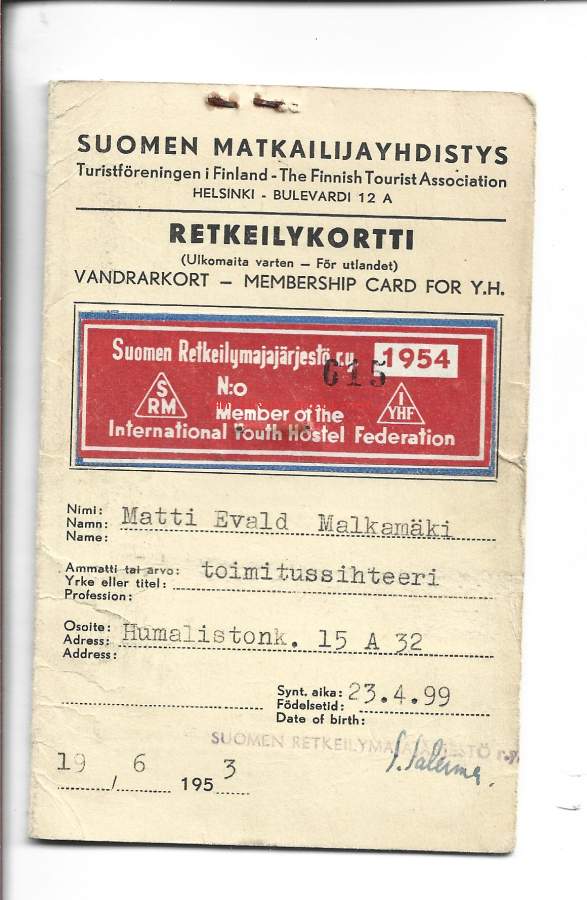 SUOMEN MATKAILIJAYHDISTYS
Turistföreningen i Finland - The Finnish Tourist Association
HELSINKI - BULEVARDI 12 A
RETKEILYKORTTI
(Ulkomaita varten – För utlandet)
VANDRARKORT – MEMBERSHIP CARD FOR Y.H.
Suomen Retkeilymajajärjestö r.y. 1954
615
S RM N:o I YHF
Member of the
International Youth Hostel Federation
Nimi:
Namn: Matti Evald Malkamäki
Name:
Ammatti tai arvo: toimitussihteeri
Yrke eller titel:
Profession:
Osoite:
Adress: Humalistonk. 15 A 32
Address:
Synt. aika: 23.4.99
Födelsetid:
Date of birth:
SUOMEN RETKEILYMAJAJÄRJESTÖ r.y.
19 / 6 1953
S. Salerma.